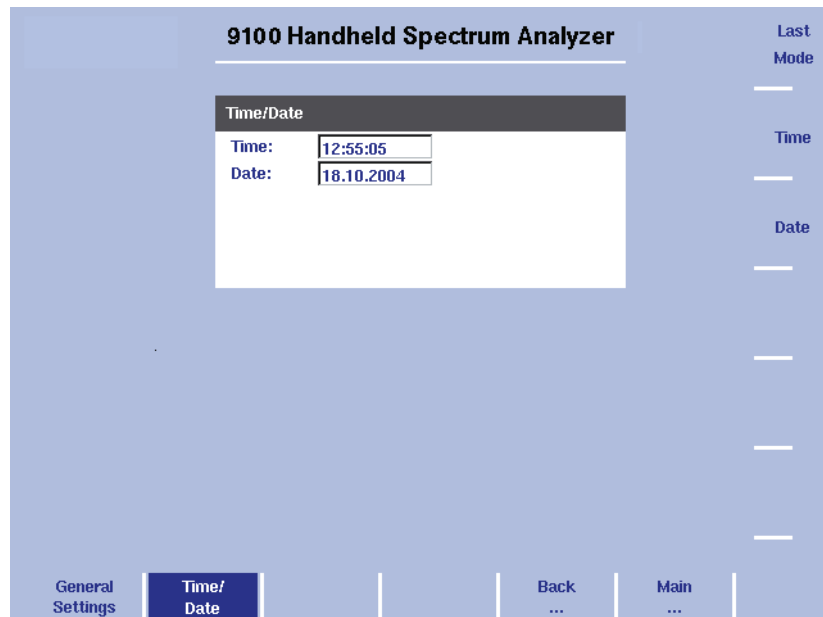 9100 Handheld Spectrum Analyzer
Last
Mode
Time/Date
Time: 12:55:05
Date: 18.10.2004
Time
Date
General
Settings
Time/
Date
Back
...
Main
...